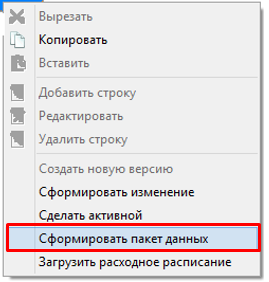 Вырезать
Копировать
Вставить
Добавить строку
Редактировать
Удалить строку
Создать новую версию
Сформировать изменение
Сделать активной
Сформировать пакет данных
Загрузить расходное расписание